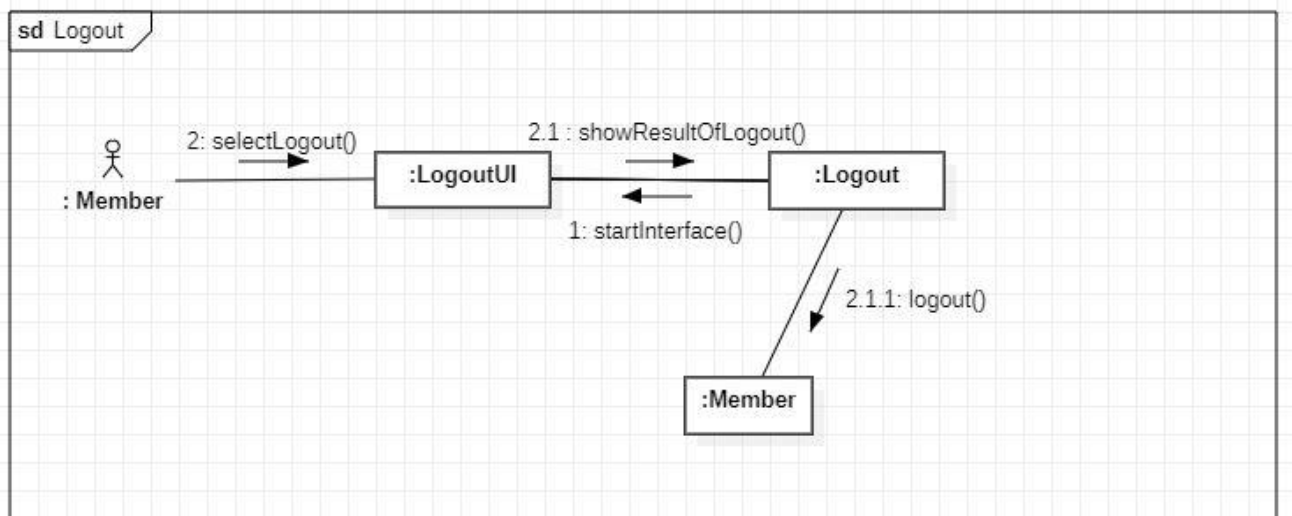 sd Logout
2: selectLogout()
2.1 : showResultOfLogout()
: Member
:LogoutUI
:Logout
1: startInterface()
2.1.1: logout()
:Member